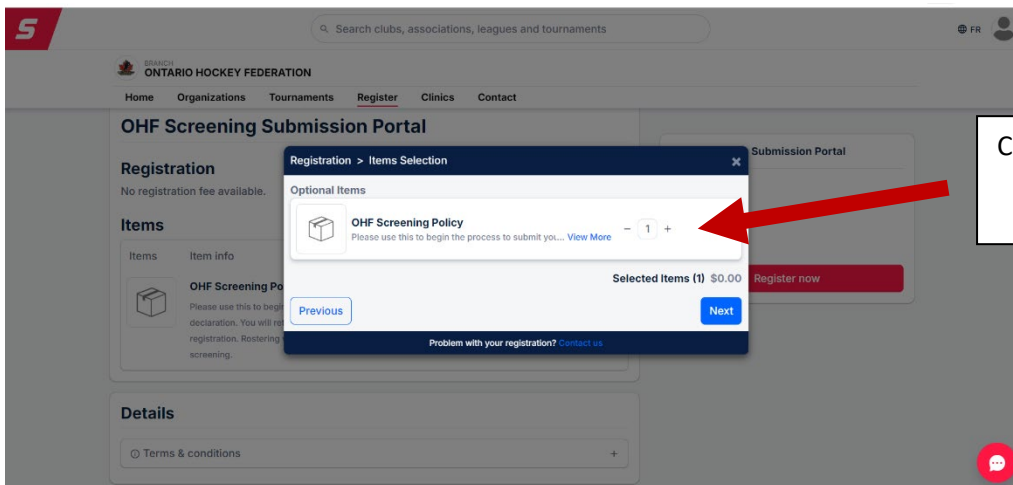 Search clubs, associations, leagues and tournaments
FR
BRANCH
ONTARIO HOCKEY FEDERATION
Home Organizations Tournaments Register Clinics Contact
OHF Screening Submission Portal
Registration
No registration fee available.
Items
Items Item info
OHF Screening Po
Please use this to begi
declaration. You will re
registration. Rostering
screening.
Registration > Items Selection
Optional Items
OHF Screening Policy
Please use this to begin the process to submit you... View More
- 1 +
Selected Items (1) $0.00
Previous
Next
Problem with your registration? Contact us
Submission Portal
Register now
C
Details
Terms & conditions +